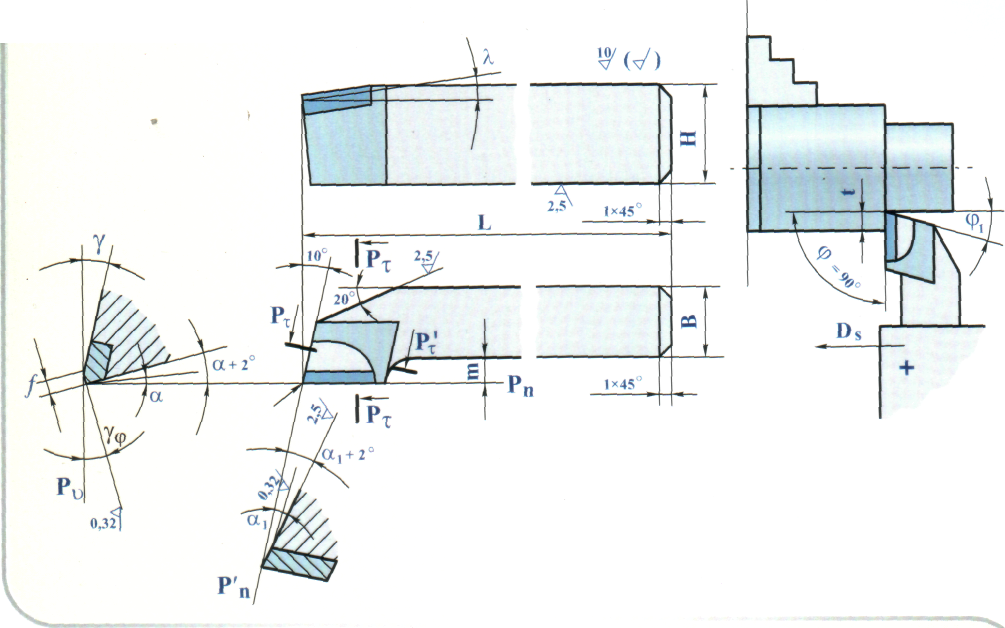 λ
10 ( )
H
2,5
1×45°
L
t
φ₁
φ = 90°
Dₛ
+
γ
10°
Pτ
2,5
20°
Pτ
Pτ'
B
m
Pₙ
1×45°
f
α + 2°
α
γφ
Pτ
2,5
Pυ
0,32
α₁ + 2°
0,32
α₁
P'ₙ